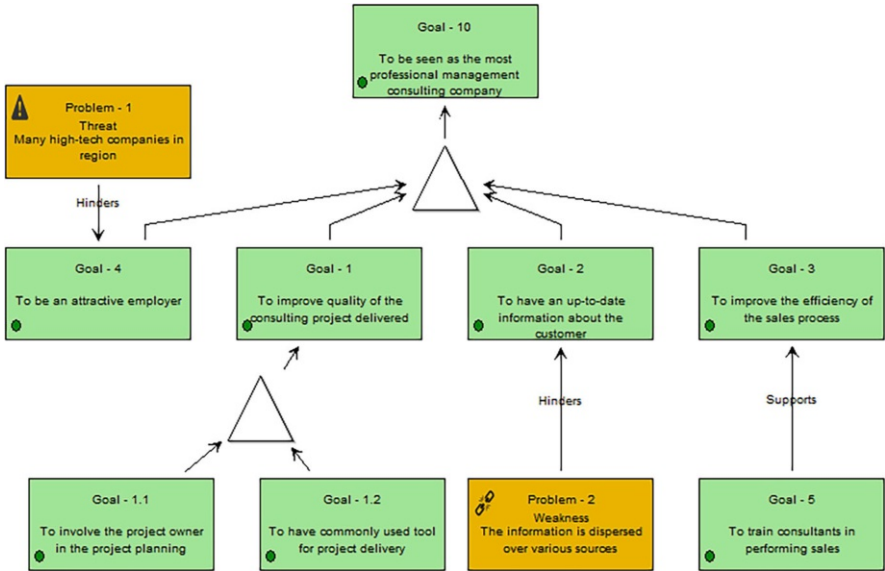 Goal - 10
To be seen as the most
professional management
consulting company
Problem - 1
Threat
Many high-tech companies in
region
Hinders
Goal - 4
To be an attractive employer
Goal - 1
To improve quality of the
consulting project delivered
Goal - 2
To have an up-to-date
information about the
customer
Goal - 3
To improve the efficiency of
the sales process
Hinders
Supports
Goal - 1.1
To involve the project owner
in the project planning
Goal - 1.2
To have commonly used tool
for project delivery
Problem - 2
Weakness
The information is dispersed
over various sources
Goal - 5
To train consultants in
performing sales